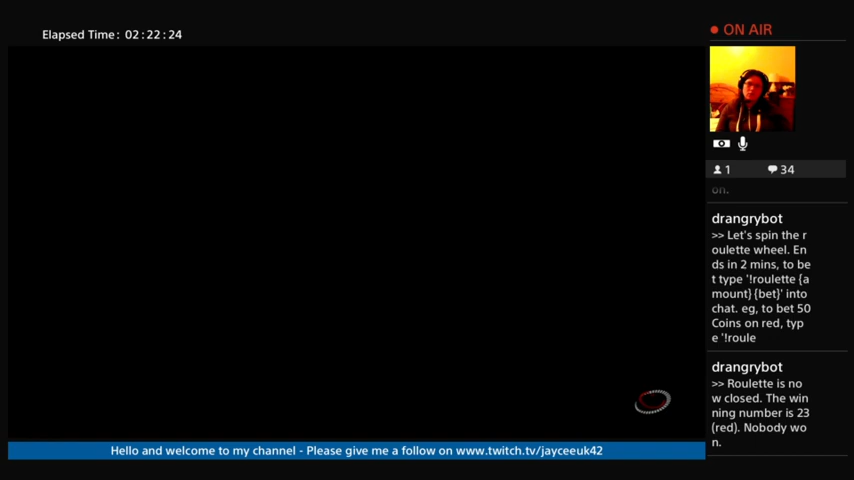 Elapsed Time: 02:22:24
ON AIR
1
34
on.
drangrybot
>> Let's spin the r
oulette wheel. En
ds in 2 mins, to be
t type '!roulette {a
mount} {bet}' into
chat. eg, to bet 50
Coins on red, typ
e '!roule
drangrybot
>> Roulette is no
w closed. The win
ning number is 23
(red). Nobody wo
n.
Hello and welcome to my channel - Please give me a follow on www.twitch.tv/jayceeuk42